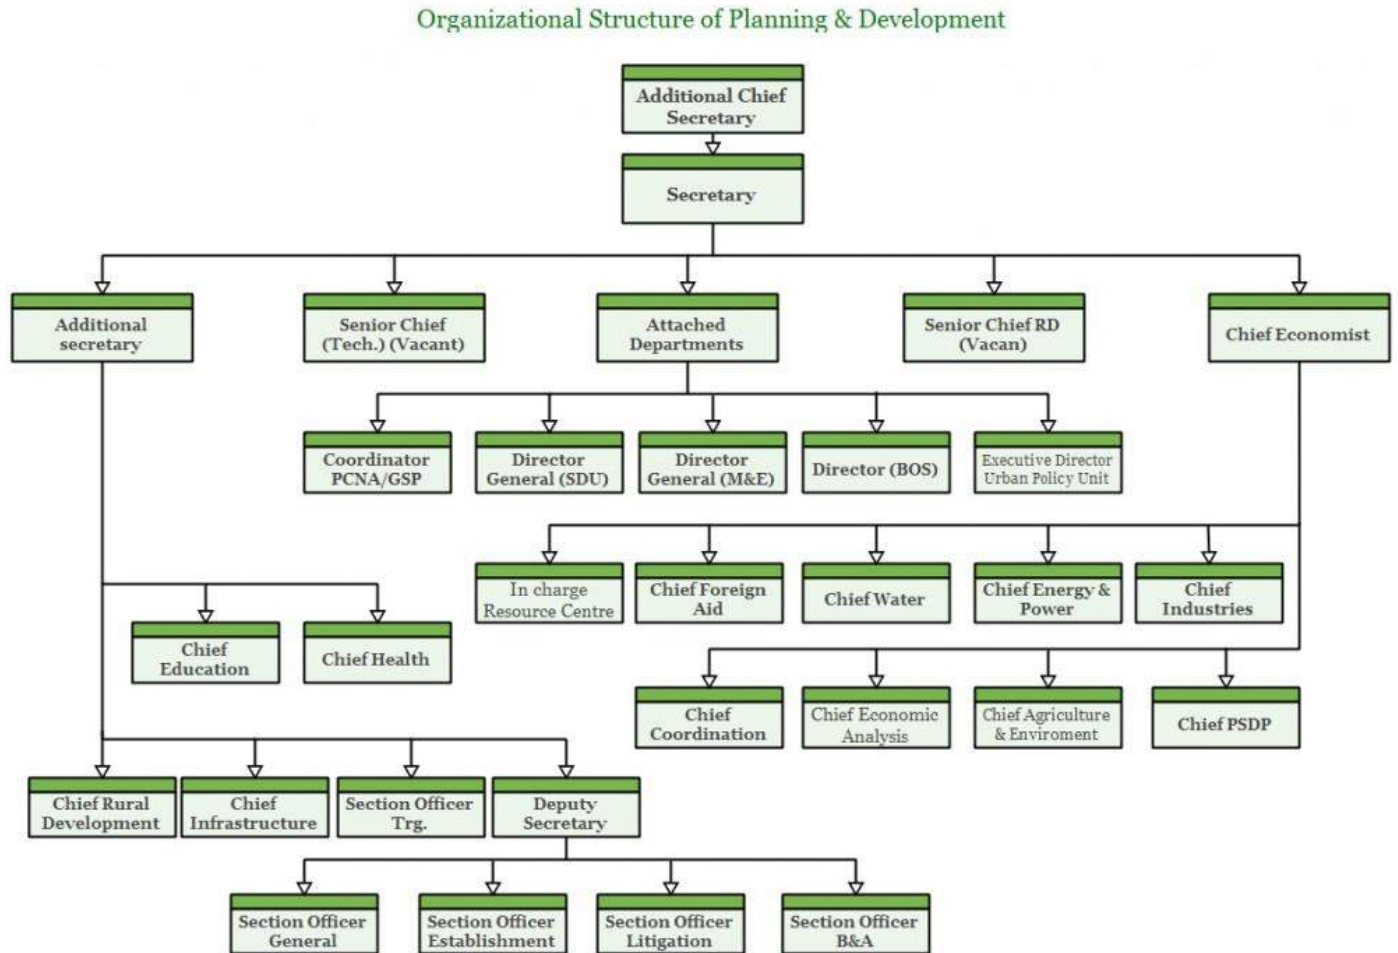 Organizational Structure of Planning & Development
Additional Chief
Secretary
Secretary
Additional
secretary
Senior Chief
(Tech.) (Vacant)
Attached
Departments
Senior Chief RD
(Vacan)
Chief Economist
Coordinator
PCNA/GSP
Director
General (SDU)
Director
General (M&E)
Director (BOS)
Executive Director
Urban Policy Unit
In charge
Resource Centre
Chief Foreign
Aid
Chief Water
Chief Energy &
Power
Chief
Industries
Chief
Education
Chief Health
Chief
Coordination
Chief Economic
Analysis
Chief Agriculture
& Enviroment
Chief PSDP
Chief Rural
Development
Chief
Infrastructure
Section Officer
Trg.
Deputy
Secretary
Section Officer
General
Section Officer
Establishment
Section Officer
Litigation
Section Officer
B&A